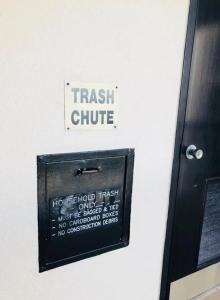 TRASH
CHUTE
HOUSEHOLD TRASH
ONLY
• MUST BE BAGGED & TIED
• NO CARDBOARD BOXES
• NO CONSTRUCTION DEBRIS